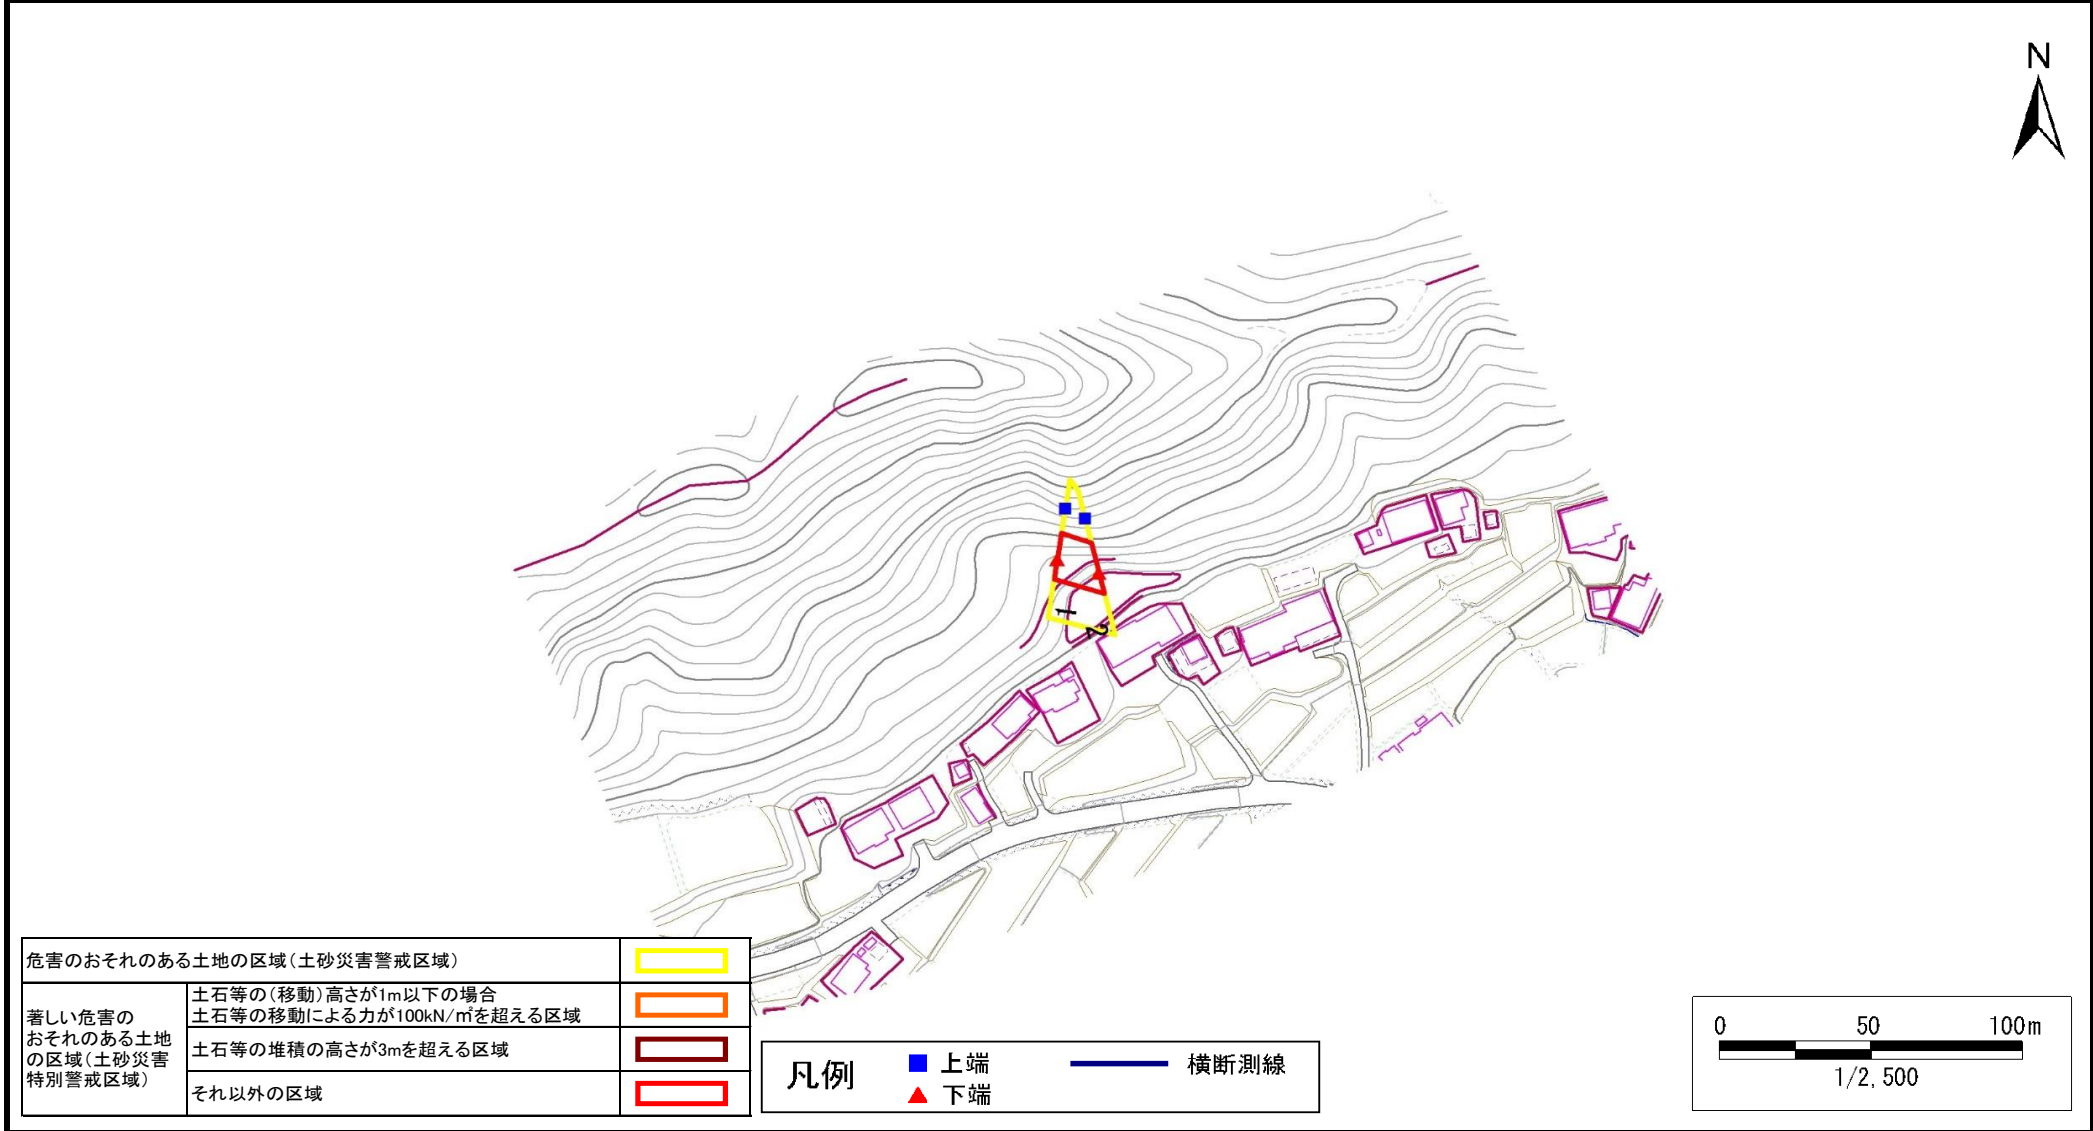 N
1
2
危害のおそれのある土地の区域(土砂災害警戒区域)
著しい危害の
おそれのある土地
の区域(土砂災害
特別警戒区域)
土石等の(移動)高さが1m以下の場合
土石等の移動による力が100kN/㎡を超える区域
土石等の堆積の高さが3mを超える区域
それ以外の区域
凡例
上端
下端
横断測線
0 50 100m
1/2,500